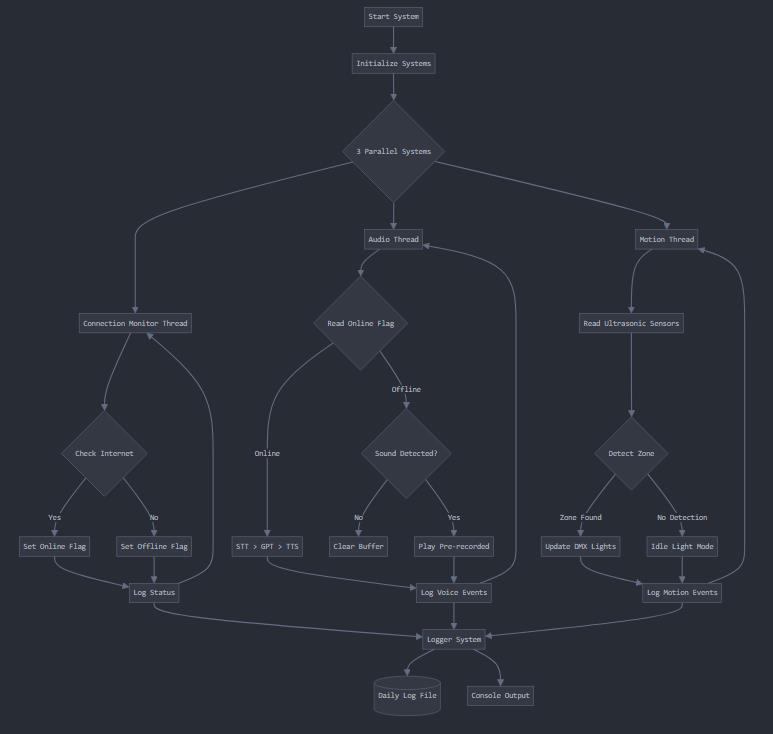 Start System
Initialize Systems
3 Parallel Systems
Audio Thread
Motion Thread
Connection Monitor Thread
Read Online Flag
Read Ultrasonic Sensors
Offline
Check Internet
Online
Sound Detected?
Detect Zone
Yes
No
No
Yes
Zone Found
No Detection
Set Online Flag
Set Offline Flag
STT > GPT > TTS
Clear Buffer
Play Pre-recorded
Update DMX Lights
Idle Light Mode
Log Status
Log Voice Events
Log Motion Events
Logger System
Daily Log File
Console Output